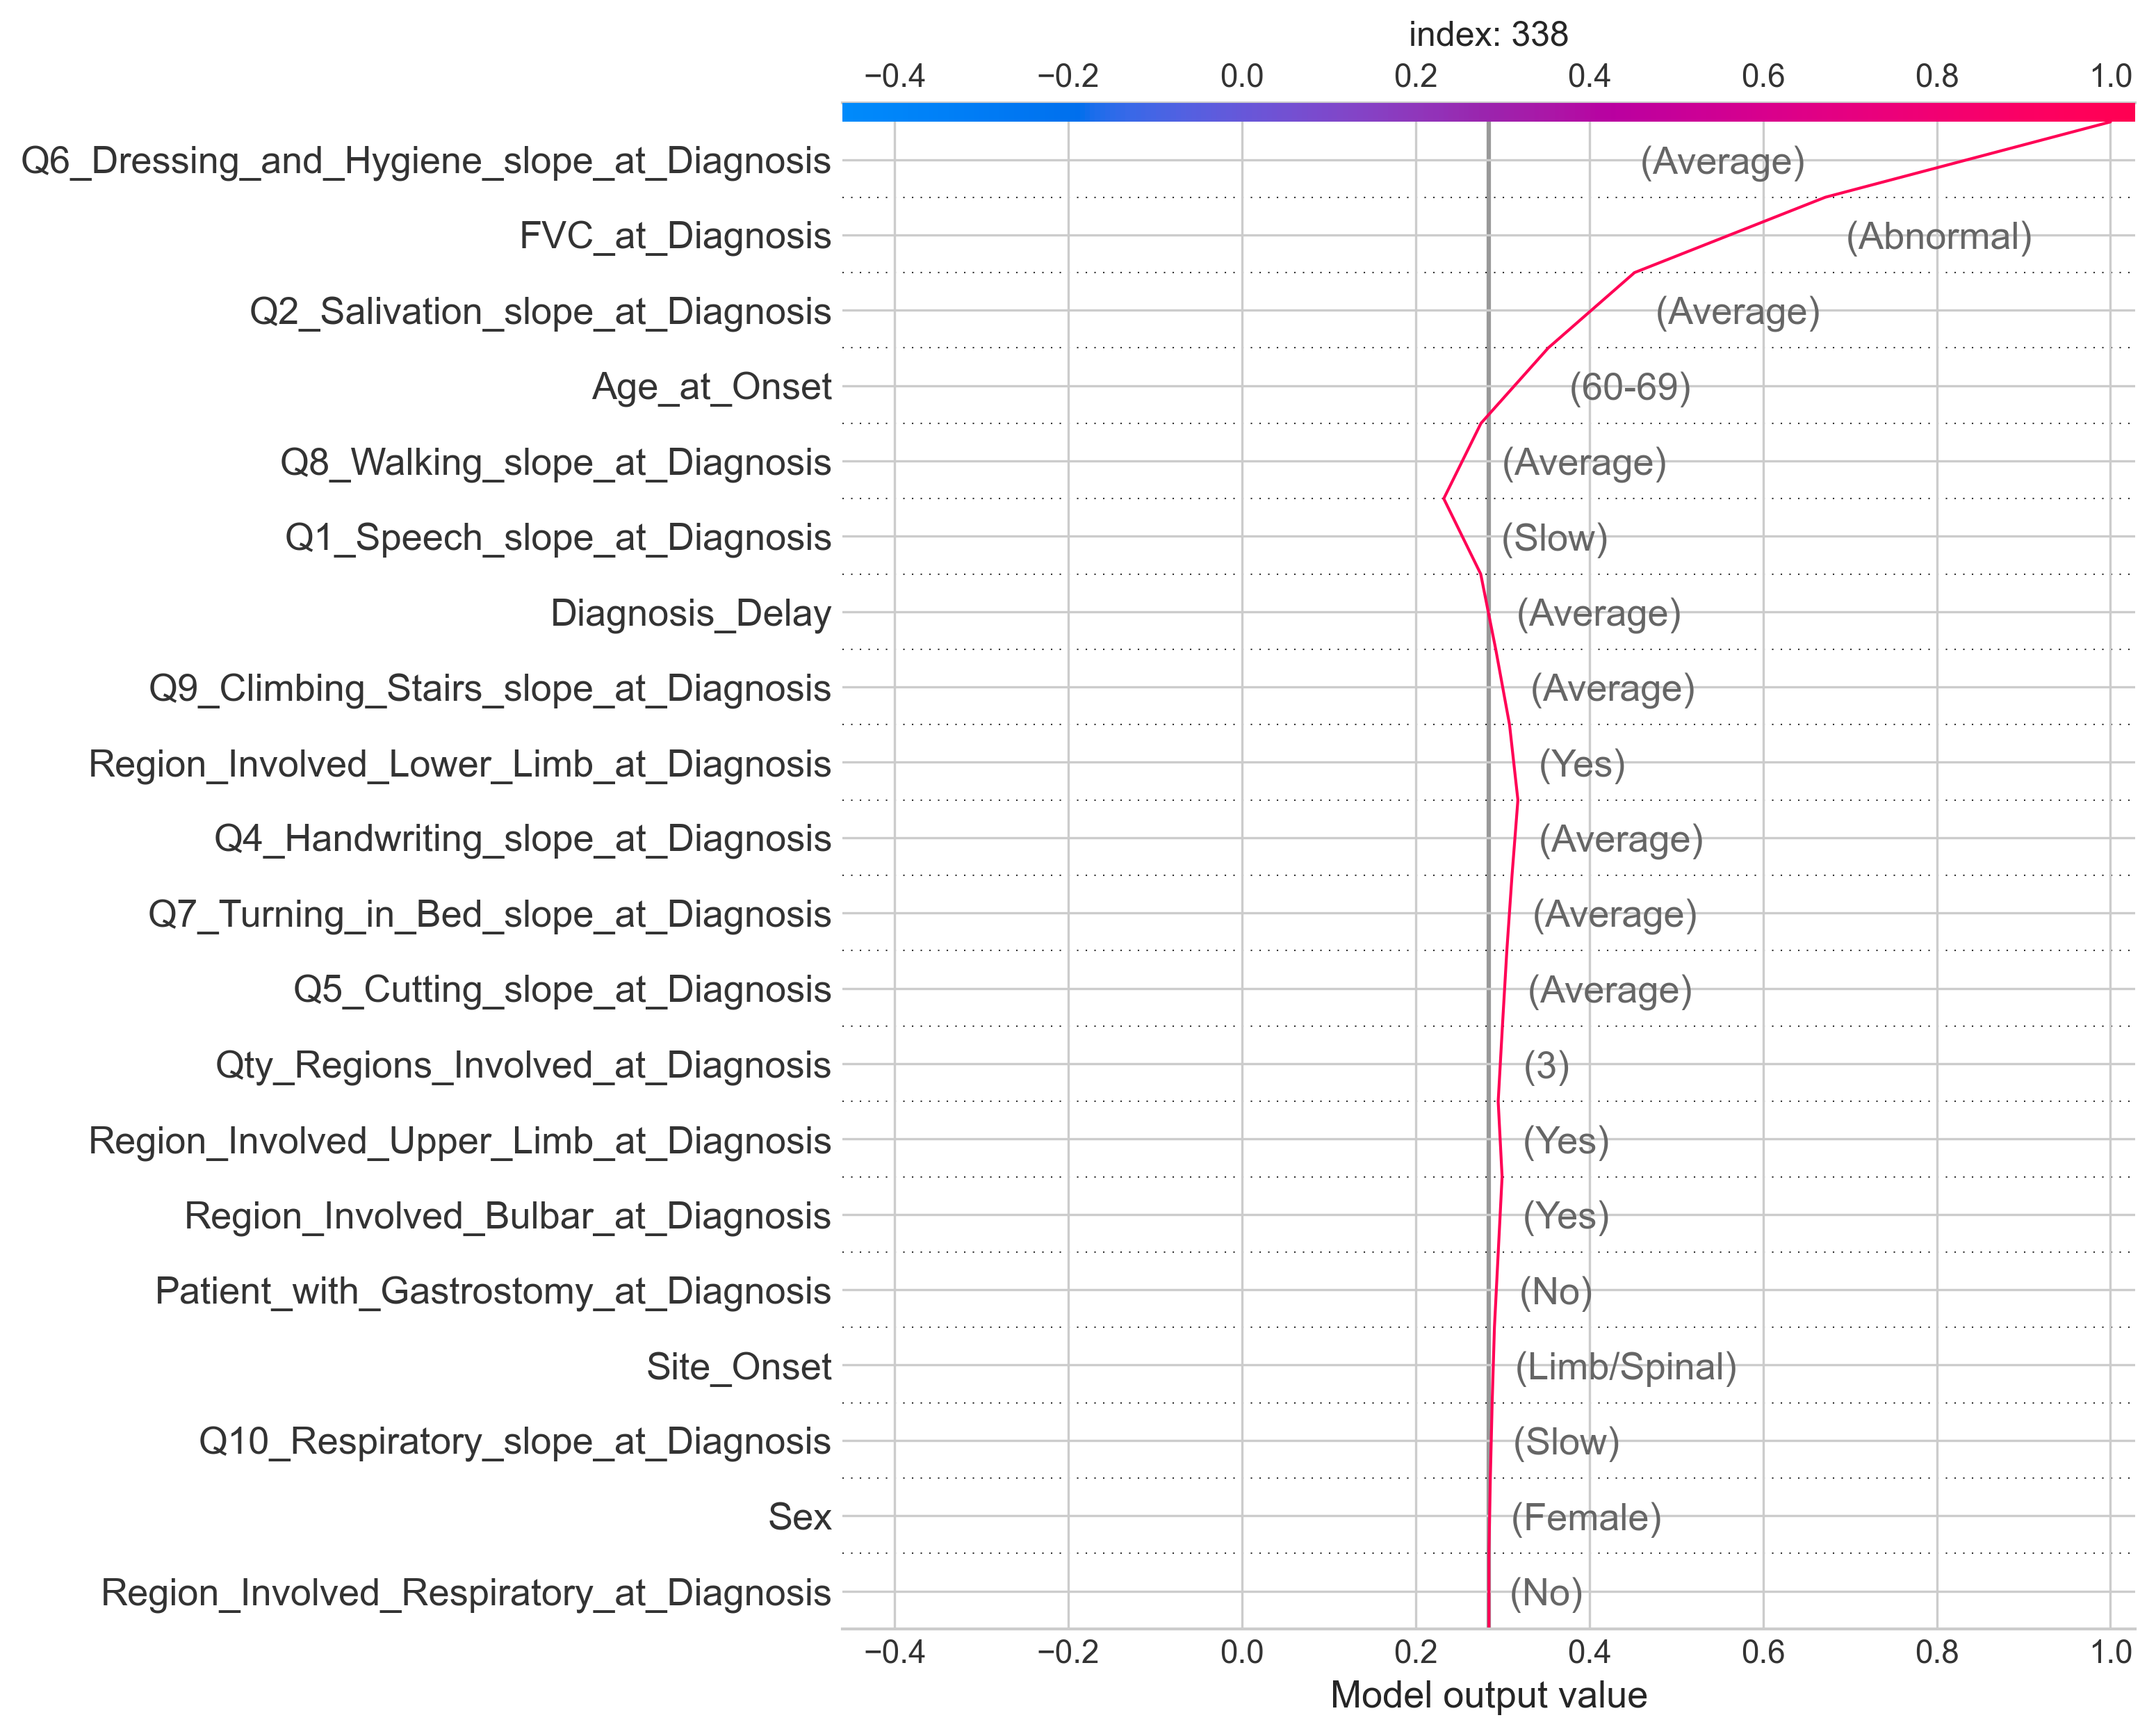 index: 338
−0.4 −0.2 0.0 0.2 0.4 0.6 0.8 1.0
Q6_Dressing_and_Hygiene_slope_at_Diagnosis (Average)
FVC_at_Diagnosis (Abnormal)
Q2_Salivation_slope_at_Diagnosis (Average)
Age_at_Onset (60-69)
Q8_Walking_slope_at_Diagnosis (Average)
Q1_Speech_slope_at_Diagnosis (Slow)
Diagnosis_Delay (Average)
Q9_Climbing_Stairs_slope_at_Diagnosis (Average)
Region_Involved_Lower_Limb_at_Diagnosis (Yes)
Q4_Handwriting_slope_at_Diagnosis (Average)
Q7_Turning_in_Bed_slope_at_Diagnosis (Average)
Q5_Cutting_slope_at_Diagnosis (Average)
Qty_Regions_Involved_at_Diagnosis (3)
Region_Involved_Upper_Limb_at_Diagnosis (Yes)
Region_Involved_Bulbar_at_Diagnosis (Yes)
Patient_with_Gastrostomy_at_Diagnosis (No)
Site_Onset (Limb/Spinal)
Q10_Respiratory_slope_at_Diagnosis (Slow)
Sex (Female)
Region_Involved_Respiratory_at_Diagnosis (No)
−0.4 −0.2 0.0 0.2 0.4 0.6 0.8 1.0
Model output value